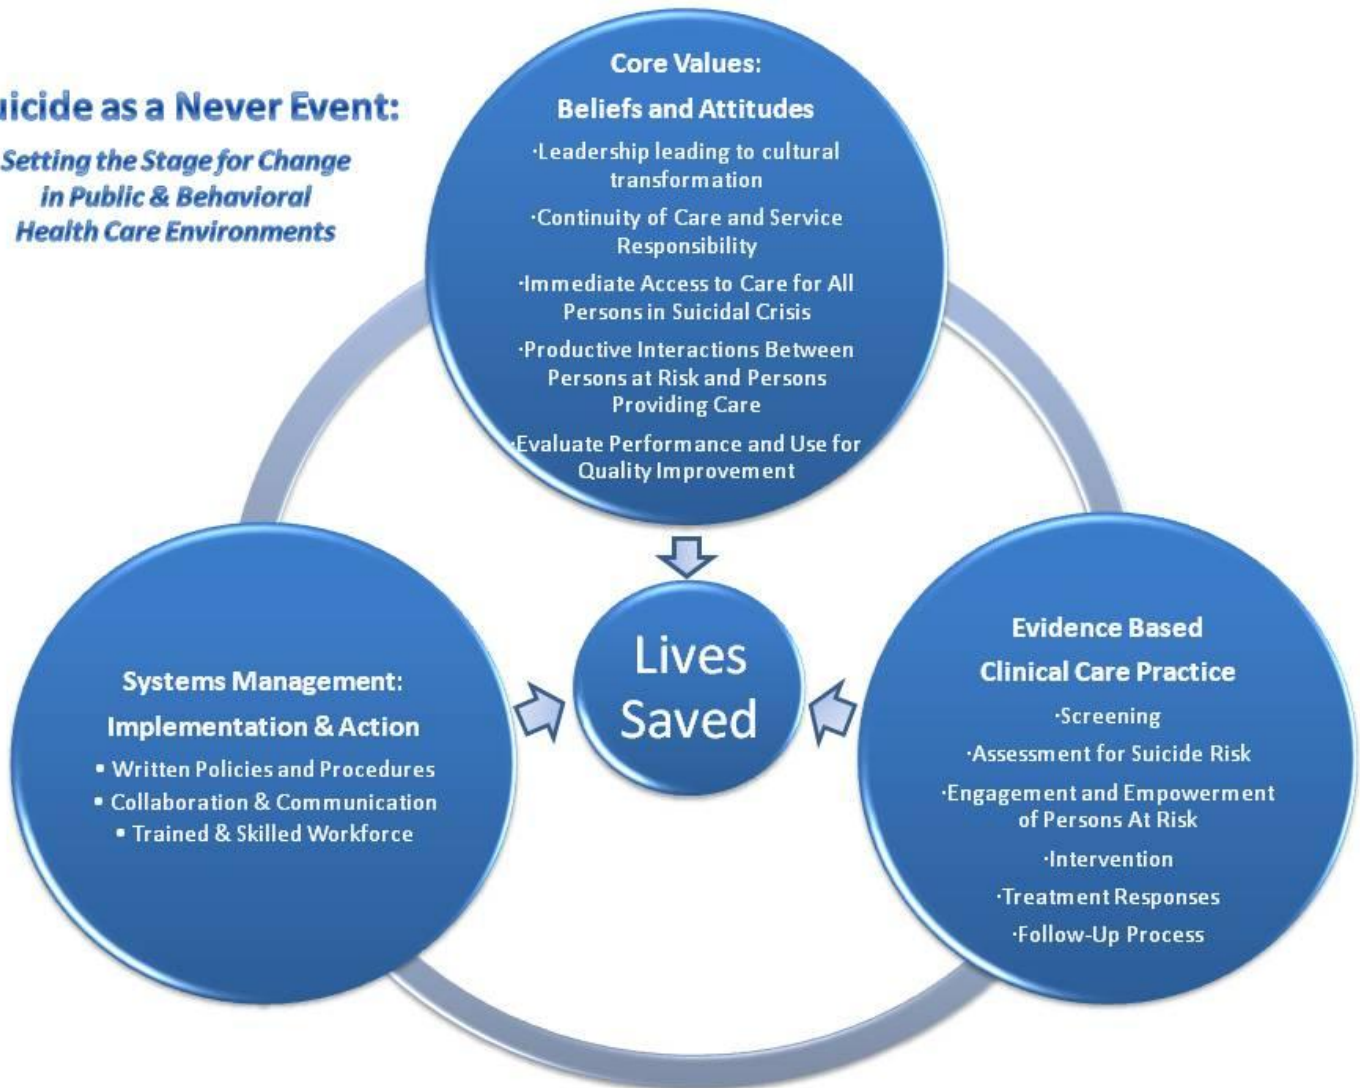 uicide as a Never Event:
Setting the Stage for Change
in Public & Behavioral
Health Care Environments
Core Values:
Beliefs and Attitudes
·Leadership leading to cultural
transformation
·Continuity of Care and Service
Responsibility
·Immediate Access to Care for All
Persons in Suicidal Crisis
·Productive Interactions Between
Persons at Risk and Persons
Providing Care
·Evaluate Performance and Use for
Quality Improvement
Lives
Saved
Systems Management:
Implementation & Action
▪ Written Policies and Procedures
▪ Collaboration & Communication
▪ Trained & Skilled Workforce
Evidence Based
Clinical Care Practice
·Screening
·Assessment for Suicide Risk
·Engagement and Empowerment
of Persons At Risk
·Intervention
·Treatment Responses
·Follow-Up Process